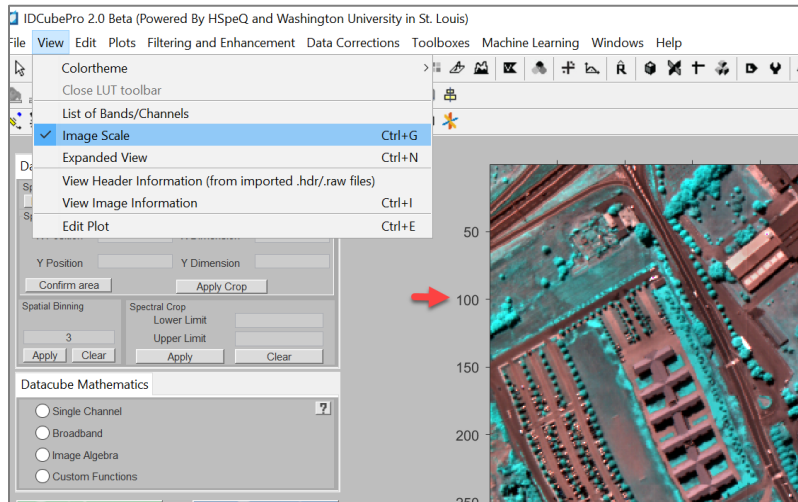 IDCubePro 2.0 Beta (Powered By HSpeQ and Washington University in St. Louis)
File View Edit Plots Filtering and Enhancement Data Corrections Toolboxes Machine Learning Windows Help
Colortheme
Close LUT toolbar
List of Bands/Channels
Image Scale Ctrl+G
Expanded View Ctrl+N
View Header Information (from imported .hdr/.raw files)
View Image Information Ctrl+I
Edit Plot Ctrl+E
Y Position Y Dimension
Confirm area Apply Crop
Spatial Binning Spectral Crop
Lower Limit
3 Upper Limit
Apply Clear Apply Clear
Datacube Mathematics
Single Channel ?
Broadband
Image Algebra
Custom Functions
50
100
150
200
250